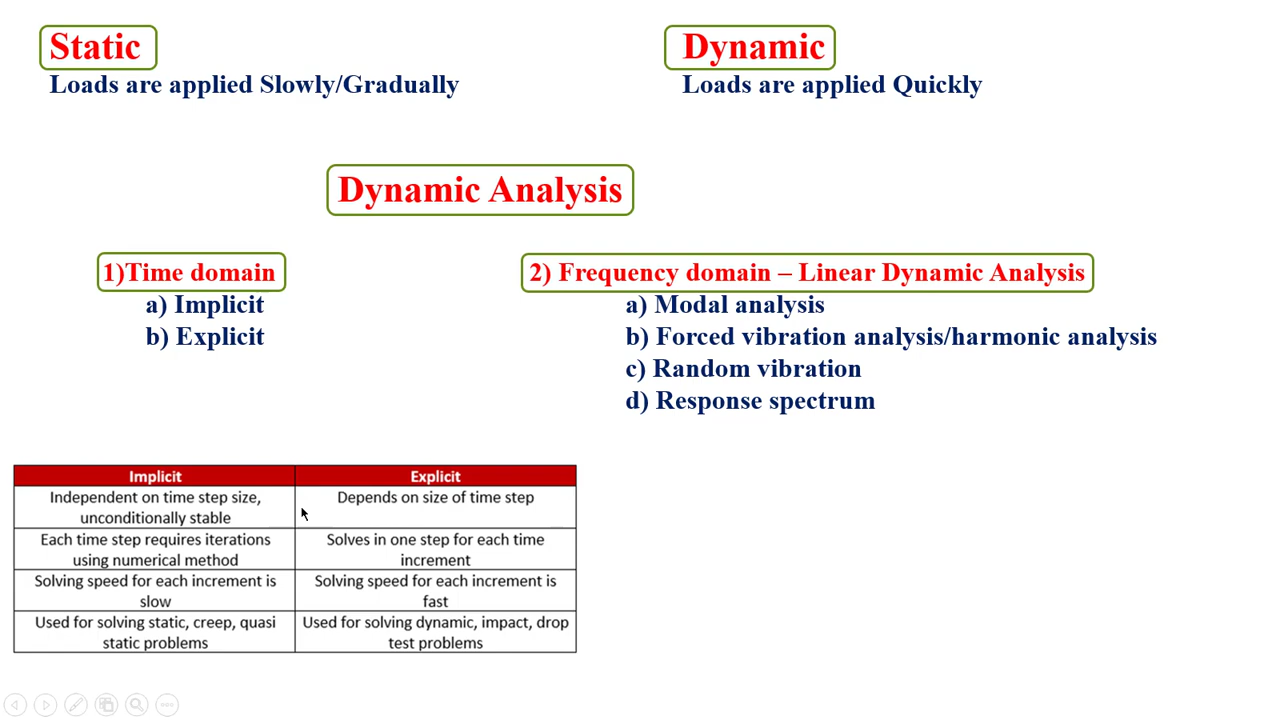 Static
Loads are applied Slowly/Gradually
Dynamic
Loads are applied Quickly
Dynamic Analysis
1)Time domain
a) Implicit
b) Explicit
2) Frequency domain – Linear Dynamic Analysis
a) Modal analysis
b) Forced vibration analysis/harmonic analysis
c) Random vibration
d) Response spectrum
Implicit
Explicit
Independent on time step size,
unconditionally stable
Depends on size of time step
Each time step requires iterations
using numerical method
Solves in one step for each time
increment
Solving speed for each increment is
slow
Solving speed for each increment is
fast
Used for solving static, creep, quasi
static problems
Used for solving dynamic, impact, drop
test problems